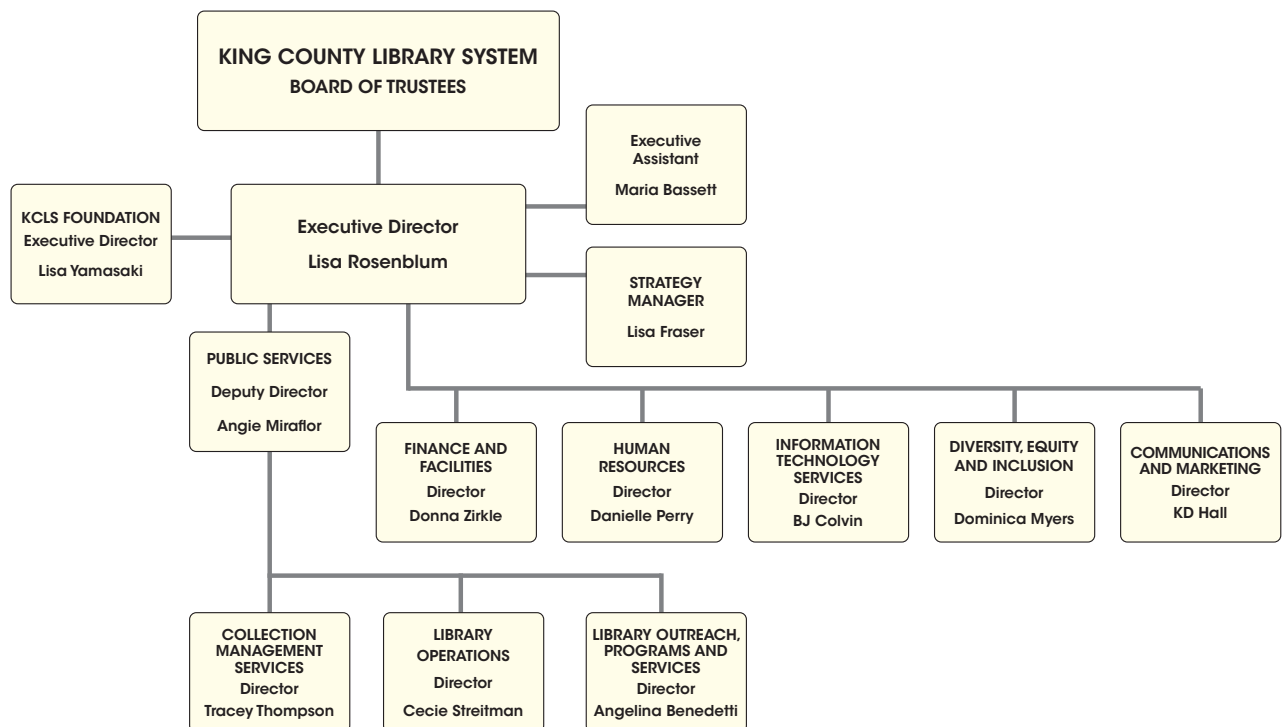 KING COUNTY LIBRARY SYSTEM
BOARD OF TRUSTEES
Executive
Assistant
Maria Bassett
KCLS FOUNDATION
Executive Director
Lisa Yamasaki
Executive Director
Lisa Rosenblum
STRATEGY
MANAGER
Lisa Fraser
PUBLIC SERVICES
Deputy Director
Angie Miraflor
FINANCE AND
FACILITIES
Director
Donna Zirkle
HUMAN
RESOURCES
Director
Danielle Perry
INFORMATION
TECHNOLOGY
SERVICES
Director
BJ Colvin
DIVERSITY, EQUITY
AND INCLUSION
Director
Dominica Myers
COMMUNICATIONS
AND MARKETING
Director
KD Hall
COLLECTION
MANAGEMENT
SERVICES
Director
Tracey Thompson
LIBRARY
OPERATIONS
Director
Cecie Streitman
LIBRARY OUTREACH,
PROGRAMS AND
SERVICES
Director
Angelina Benedetti